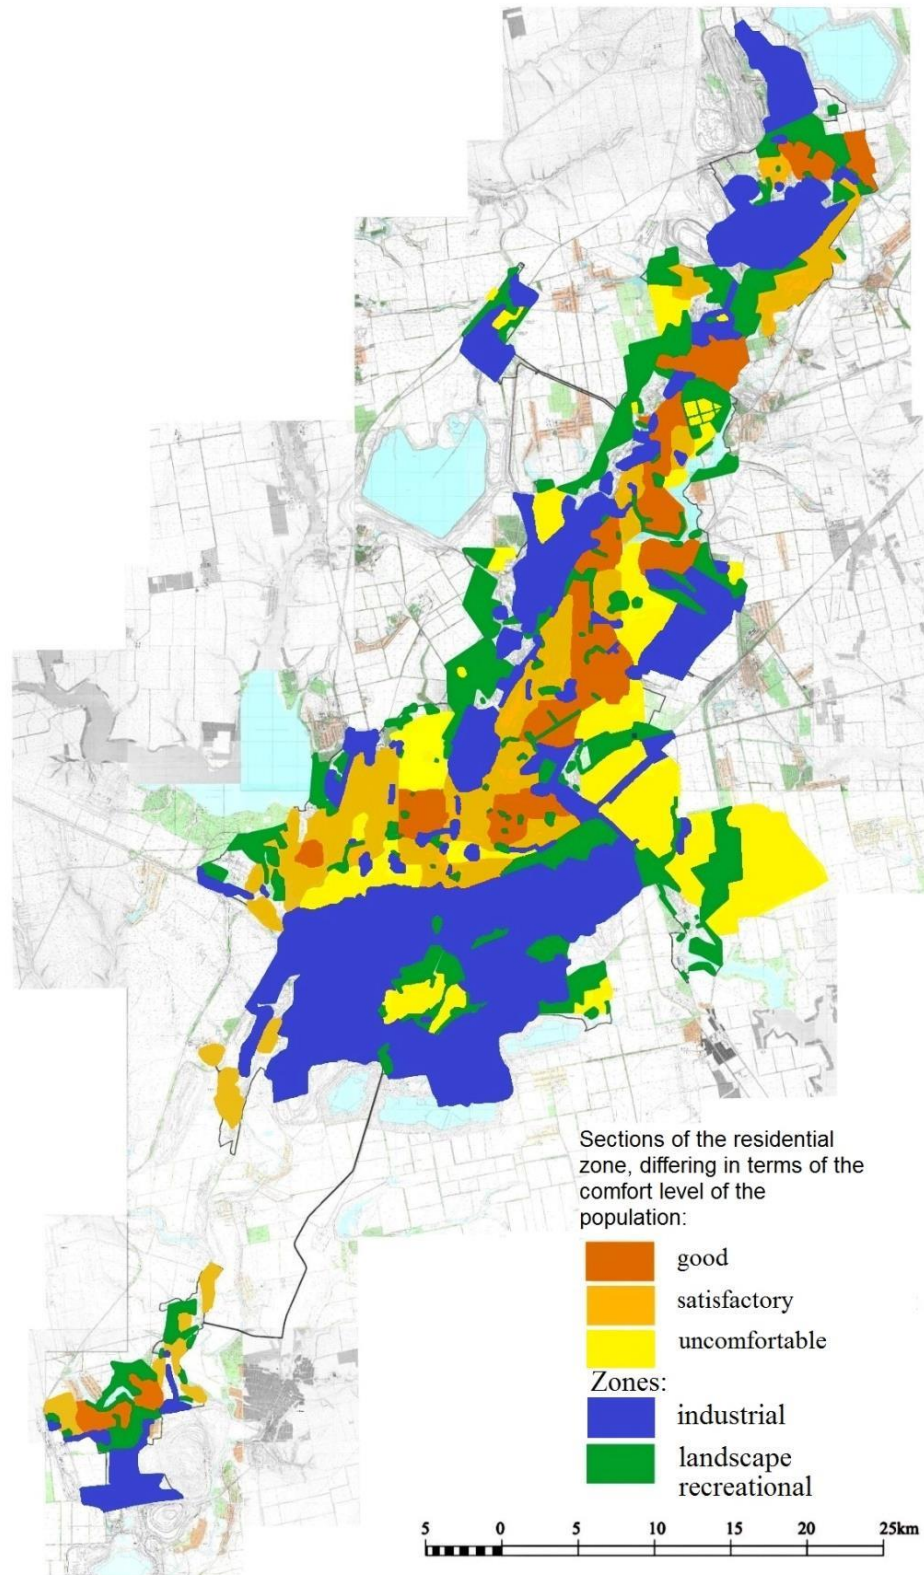 Sections of the residential
zone, differing in terms of the
comfort level of the
population:
good
satisfactory
uncomfortable
Zones:
industrial
landscape
recreational
5 0 5 10 15 20 25km